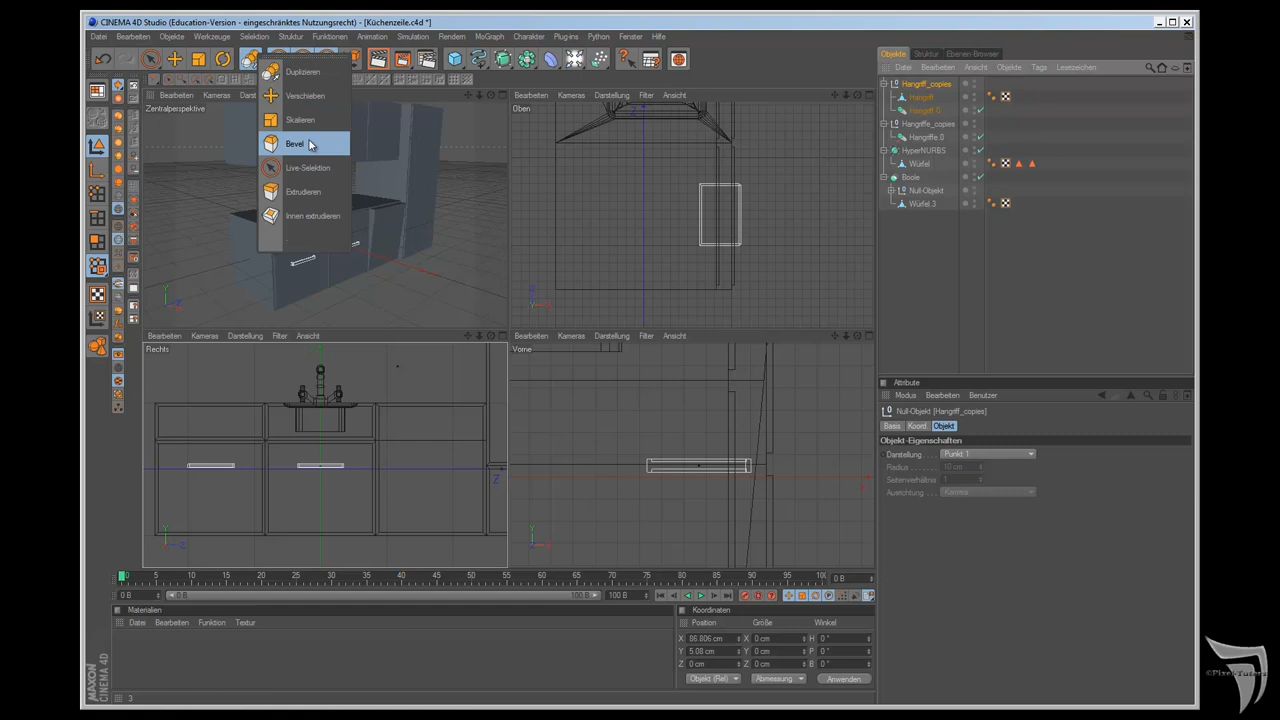 CINEMA 4D Studio (Education-Version - eingeschränktes Nutzungsrecht) - [Küchenzeile.c4d *]
Datei Bearbeiten Objekte Werkzeuge Selektion Struktur Funktionen Animation Simulation Rendern MoGraph Charakter Plug-ins Python Fenster Hilfe
Objekte Struktur Ebenen-Browser
Datei Bearbeiten Ansicht Objekte Tags Lesezeichen
Hangriff_copies
Hangriff
Hangriff.0
Hangriffe_copies
Hangriffe.0
HyperNURBS
Würfel
Boole
Null-Objekt
Würfel.3
Duplizieren
Verschieben
Skalieren
Bevel
Live-Selektion
Extrudieren
Innen extrudieren
Bearbeiten Kameras
Zentralperspektive
Bearbeiten Kameras Darstellung Filter Ansicht
Oben
Bearbeiten Kameras Darstellung Filter Ansicht
Rechts
Bearbeiten Kameras Darstellung Filter Ansicht
Vorne
Attribute
Modus Bearbeiten Benutzer
Null-Objekt [Hangriff_copies]
Basis Koord. Objekt
Objekt-Eigenschaften
Darstellung Punkt 1
Radius 10 cm
Seitenverhältnis 1
Ausrichtung Kamera
0 5 10 15 20 25 30 35 40 45 50 55 60 65 70 75 80 85 90 95 100 0 B
0 B 0 B 100 B 100 B
Materialien
Datei Bearbeiten Funktion Textur
Koordinaten
Position Größe Winkel
X 86.806 cm X 0 cm H 0 °
Y 5.08 cm Y 0 cm P 0 °
Z 0 cm Z 0 cm B 0 °
Objekt (Rel) Abmessung Anwenden
MAXON CINEMA 4D
3